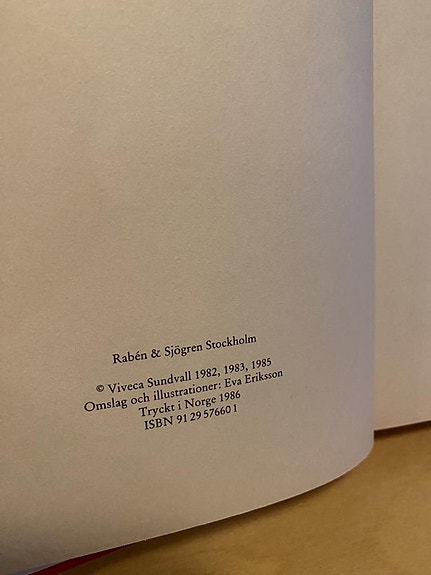 Rabén & Sjögren Stockholm
© Viveca Sundvall 1982, 1983, 1985
Omslag och illustrationer: Eva Eriksson
Tryckt i Norge 1986
ISBN 91 29 57660 1